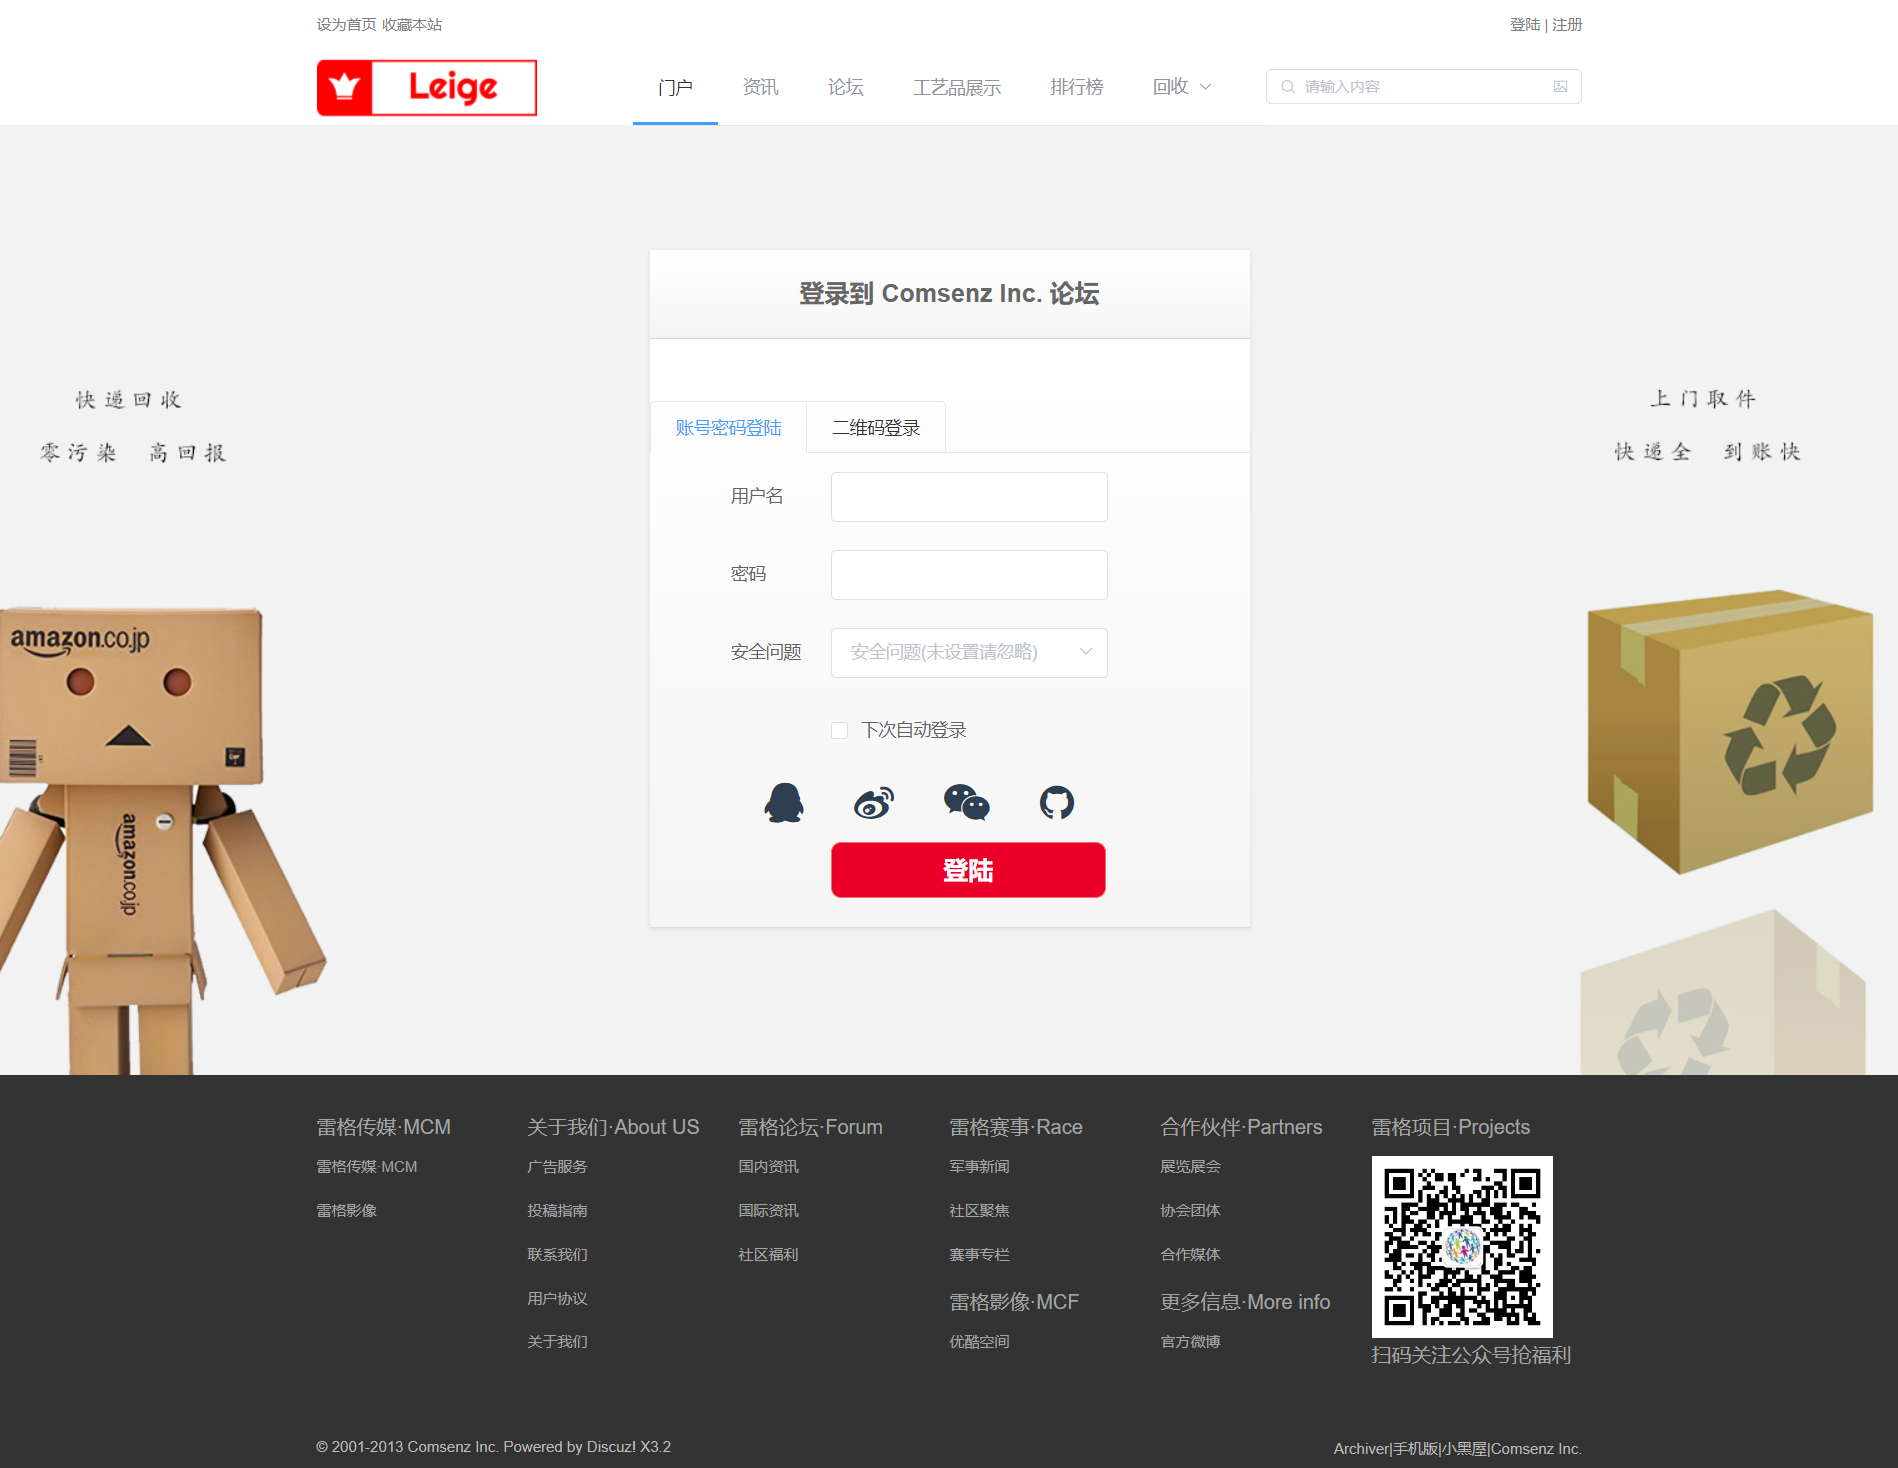 设为首页 收藏本站
登陆 | 注册
Leige
门户
资讯
论坛
工艺品展示
排行榜
回收
请输入内容
登录到 Comsenz Inc. 论坛
快递回收
零污染 高回报
上门取件
快递全 到账快
账号密码登陆
二维码登录
用户名
密码
安全问题
安全问题(未设置请忽略)
下次自动登录
登陆
amazon.co.jp
amazon.co.jp
雷格传媒·MCM
雷格传媒·MCM
雷格影像
关于我们·About US
广告服务
投稿指南
联系我们
用户协议
关于我们
雷格论坛·Forum
国内资讯
国际资讯
社区福利
雷格赛事·Race
军事新闻
社区聚焦
赛事专栏
雷格影像·MCF
优酷空间
合作伙伴·Partners
展览展会
协会团体
合作媒体
更多信息·More info
官方微博
雷格项目·Projects
扫码关注公众号抢福利
© 2001-2013 Comsenz Inc. Powered by Discuz! X3.2
Archiver|手机版|小黑屋|Comsenz Inc.